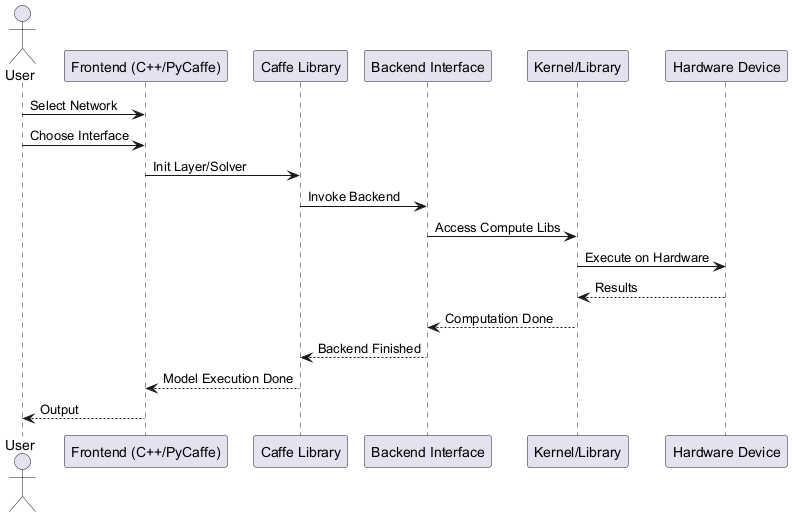 User
Frontend (C++/PyCaffe)
Caffe Library
Backend Interface
Kernel/Library
Hardware Device
Select Network
Choose Interface
Init Layer/Solver
Invoke Backend
Access Compute Libs
Execute on Hardware
Results
Computation Done
Backend Finished
Model Execution Done
Output
User
Frontend (C++/PyCaffe)
Caffe Library
Backend Interface
Kernel/Library
Hardware Device